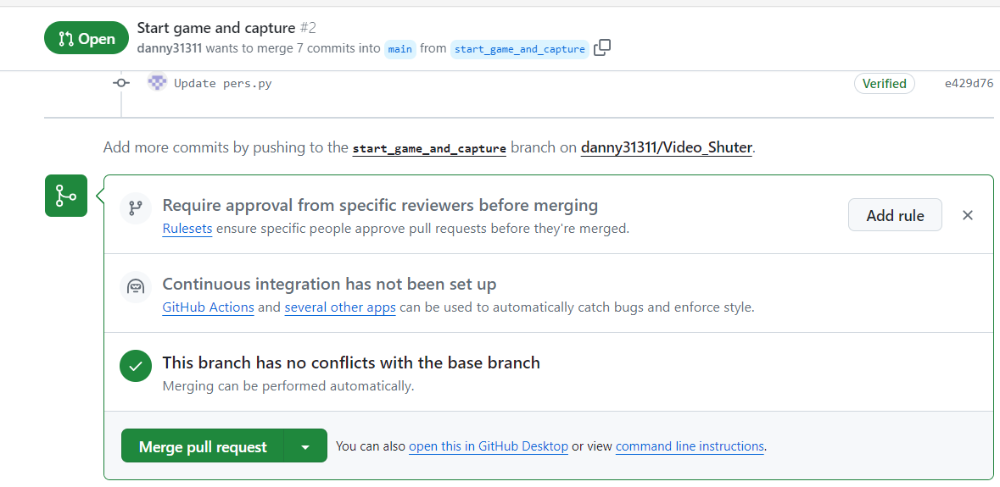 Open
Start game and capture #2
danny31311 wants to merge 7 commits into main from start_game_and_capture
Update pers.py Verified e429d76
Add more commits by pushing to the start_game_and_capture branch on danny31311/Video_Shuter.
Require approval from specific reviewers before merging
Rulesets ensure specific people approve pull requests before they're merged.
Add rule
Continuous integration has not been set up
GitHub Actions and several other apps can be used to automatically catch bugs and enforce style.
This branch has no conflicts with the base branch
Merging can be performed automatically.
Merge pull request You can also open this in GitHub Desktop or view command line instructions.